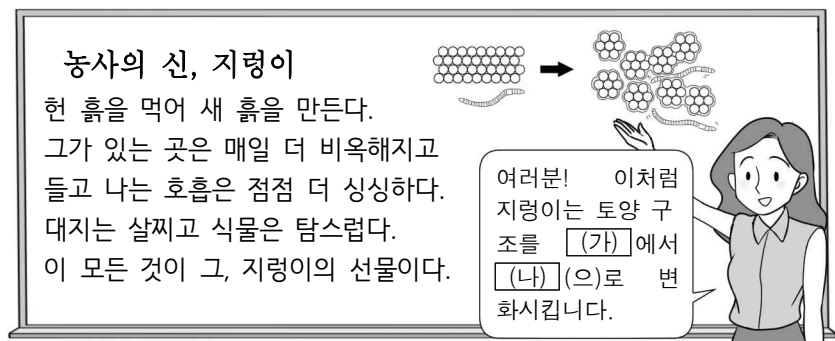 농사의 신, 지렁이
헌 흙을 먹어 새 흙을 만든다.
그가 있는 곳은 매일 더 비옥해지고
들고 나는 호흡은 점점 더 싱싱하다.
대지는 살찌고 식물은 탐스럽다.
이 모든 것이 그, 지렁이의 선물이다.
여러분! 이처럼
지렁이는 토양 구
조를 (가) 에서
(나) (으)로 변
화시킵니다.